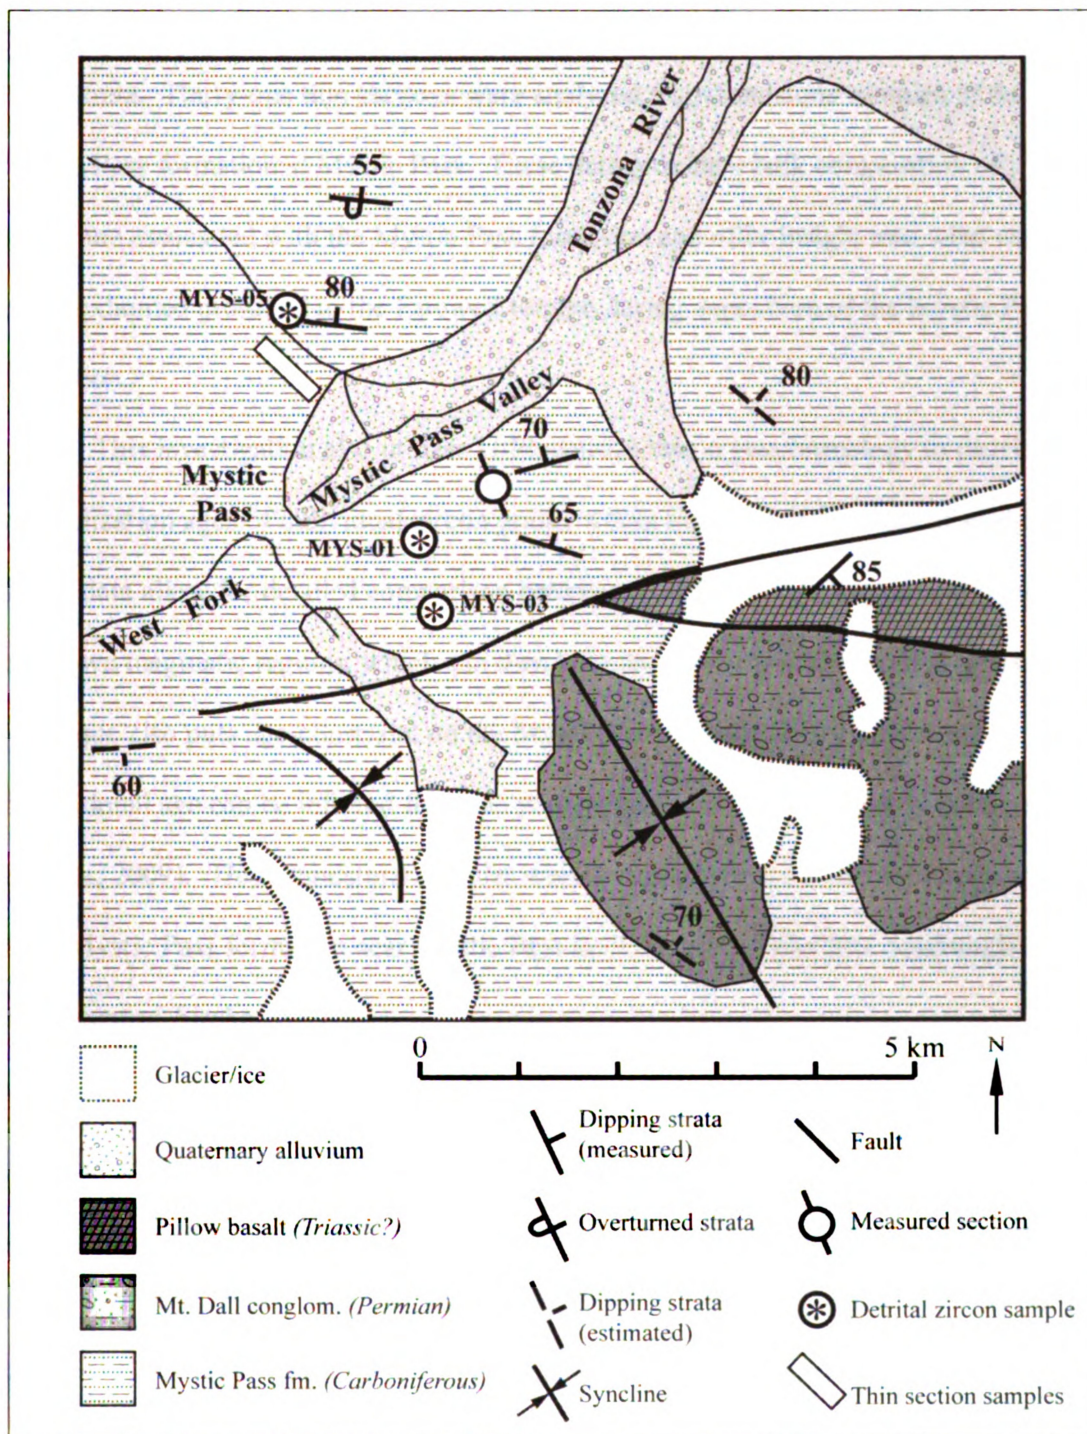 Tonzona River
55
MYS-05
80
80
Mystic Pass Valley
70
Mystic
Pass
65
MYS-01
85
MYS-03
West Fork
60
70
0
5 km
N
Glacier/ice
Quaternary alluvium
Pillow basalt (Triassic?)
Mt. Dall conglom. (Permian)
Mystic Pass fm. (Carboniferous)
Dipping strata
(measured)
Overturned strata
Dipping strata
(estimated)
Syncline
Fault
Measured section
Detrital zircon sample
Thin section samples